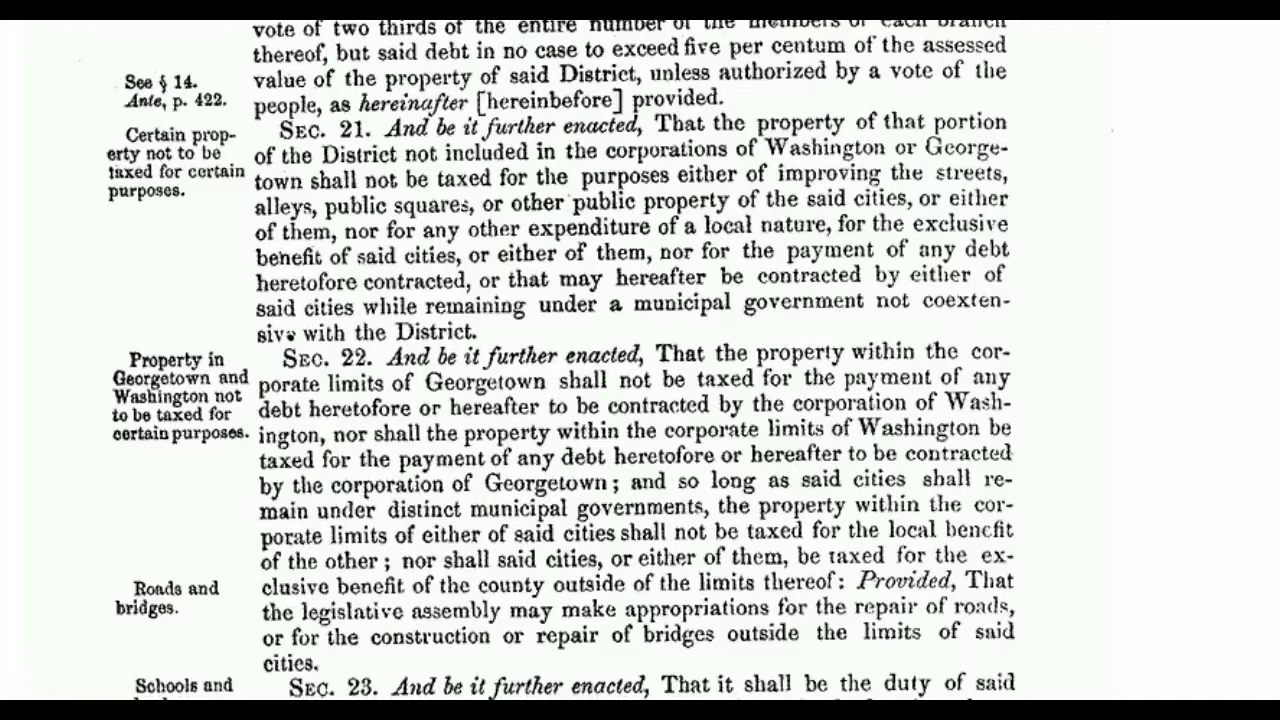 vote of two thirds of the entire number of the members of each branch
thereof, but said debt in no case to exceed five per centum of the assessed
See § 14.
value of the property of said District, unless authorized by a vote of the
Ante, p. 422.
people, as hereinafter [hereinbefore] provided.
Certain prop-
erty not to be
taxed for certain
purposes.
SEC. 21. And be it further enacted, That the property of that portion
of the District not included in the corporations of Washington or George-
town shall not be taxed for the purposes either of improving the streets,
alleys, public squares, or other public property of the said cities, or either
of them, nor for any other expenditure of a local nature, for the exclusive
benefit of said cities, or either of them, nor for the payment of any debt
heretofore contracted, or that may hereafter be contracted by either of
said cities while remaining under a municipal government not coexten-
sive with the District.
Property in
Georgetown and
Washington not
to be taxed for
certain purposes.
SEC. 22. And be it further enacted, That the property within the cor-
porate limits of Georgetown shall not be taxed for the payment of any
debt heretofore or hereafter to be contracted by the corporation of Wash-
ington, nor shall the property within the corporate limits of Washington be
taxed for the payment of any debt heretofore or hereafter to be contracted
by the corporation of Georgetown; and so long as said cities shall re-
main under distinct municipal governments, the property within the cor-
porate limits of either of said cities shall not be taxed for the local benefit
of the other; nor shall said cities, or either of them, be taxed for the ex-
clusive benefit of the county outside of the limits thereof: Provided, That
Roads and
bridges.
the legislative assembly may make appropriations for the repair of roads,
or for the construction or repair of bridges outside the limits of said
cities.
Schools and
SEC. 23. And be it further enacted, That it shall be the duty of said